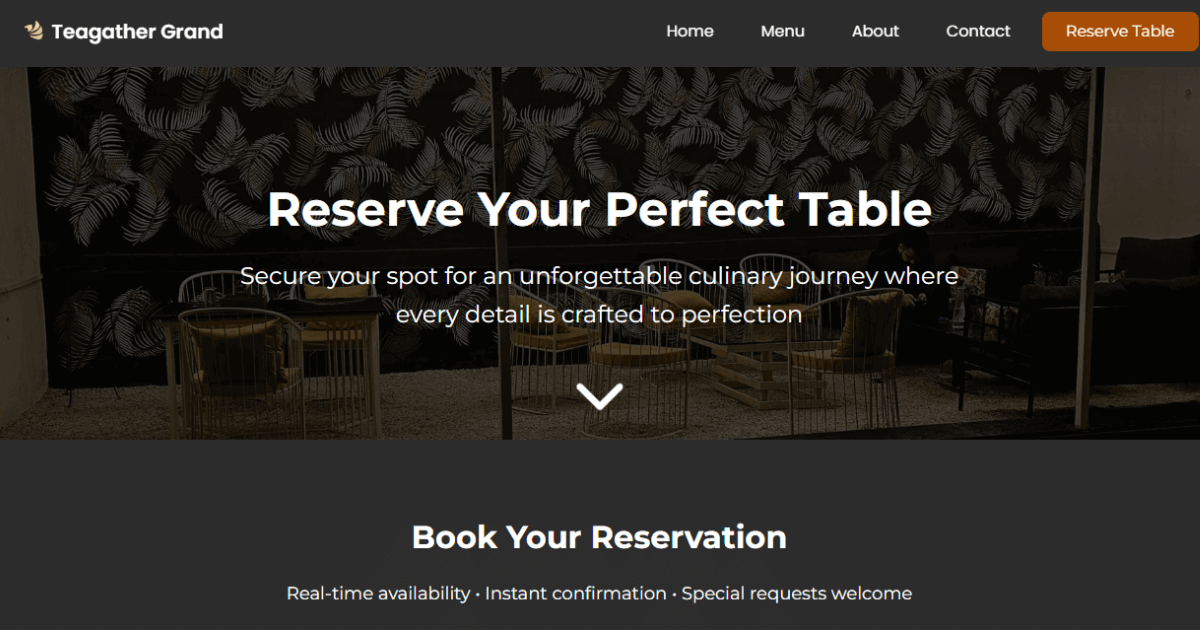 Teagather Grand
Home
Menu
About
Contact
Reserve Table
Reserve Your Perfect Table
Secure your spot for an unforgettable culinary journey where
every detail is crafted to perfection
Book Your Reservation
Real-time availability • Instant confirmation • Special requests welcome